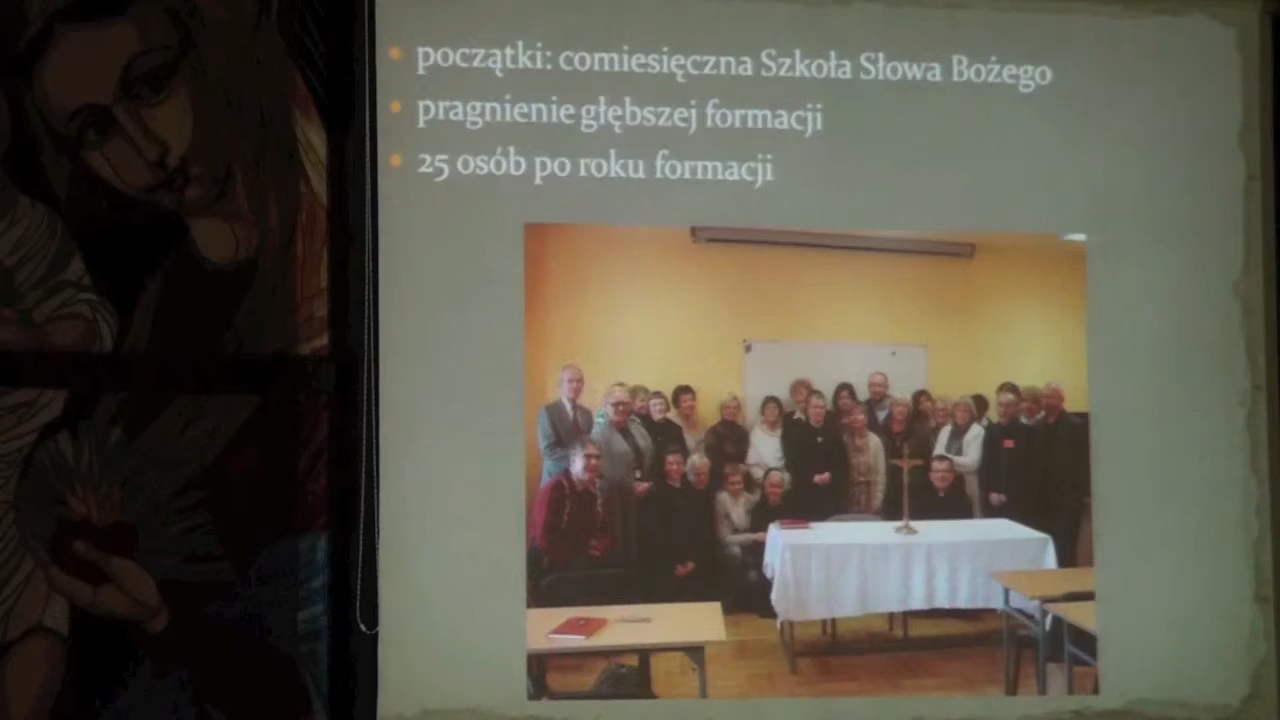 • początki: comiesięczna Szkoła Słowa Bożego
• pragnienie głębszej formacji
• 25 osób po roku formacji